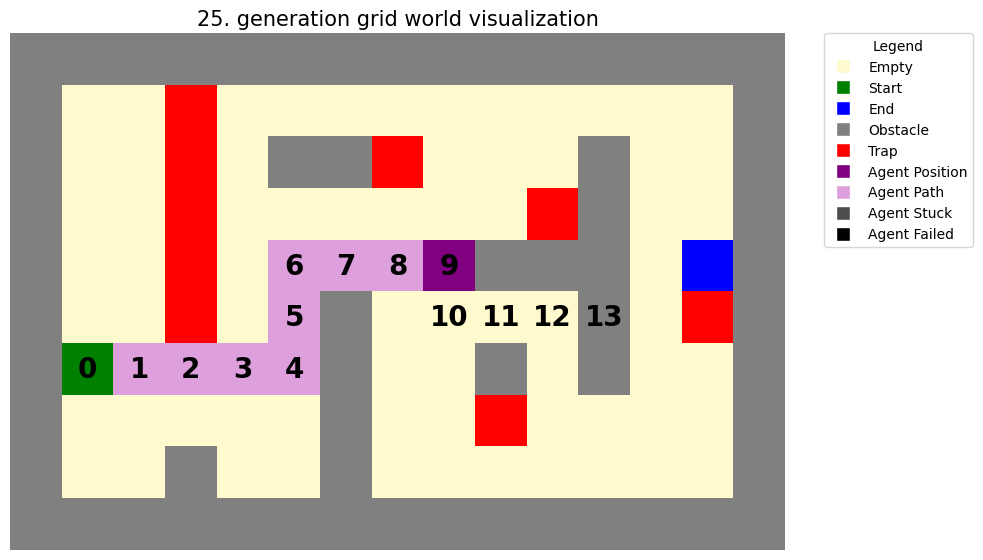 25. generation grid world visualization
6 7 8 9
5 10 11 12 13
0 1 2 3 4
Legend
Empty
Start
End
Obstacle
Trap
Agent Position
Agent Path
Agent Stuck
Agent Failed